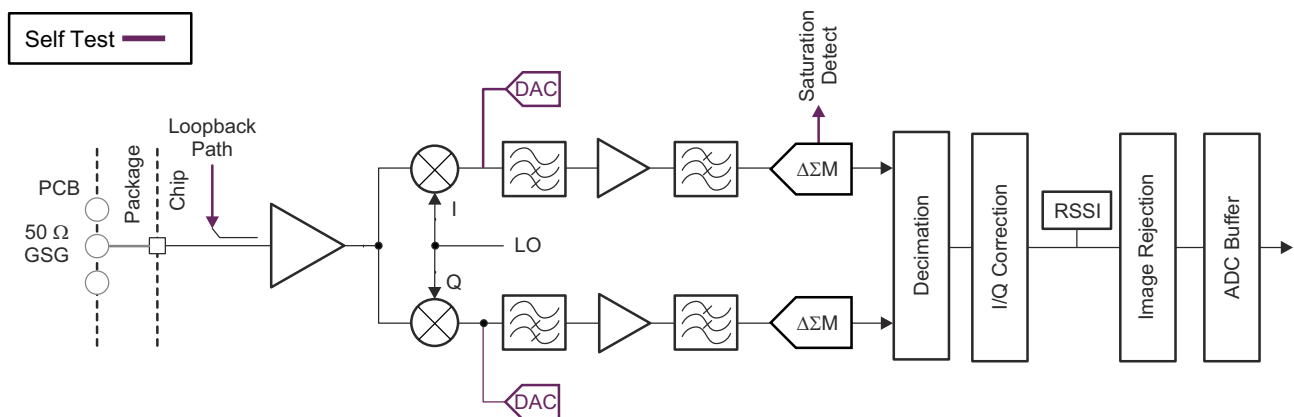 Self Test
DAC
Saturation
Detect
Loopback
Path
PCB
Package
Chip
50 Ω
GSG
I
LO
Q
ΔΣM
Decimation
I/Q Correction
RSSI
Image Rejection
ADC Buffer
ΔΣM
DAC